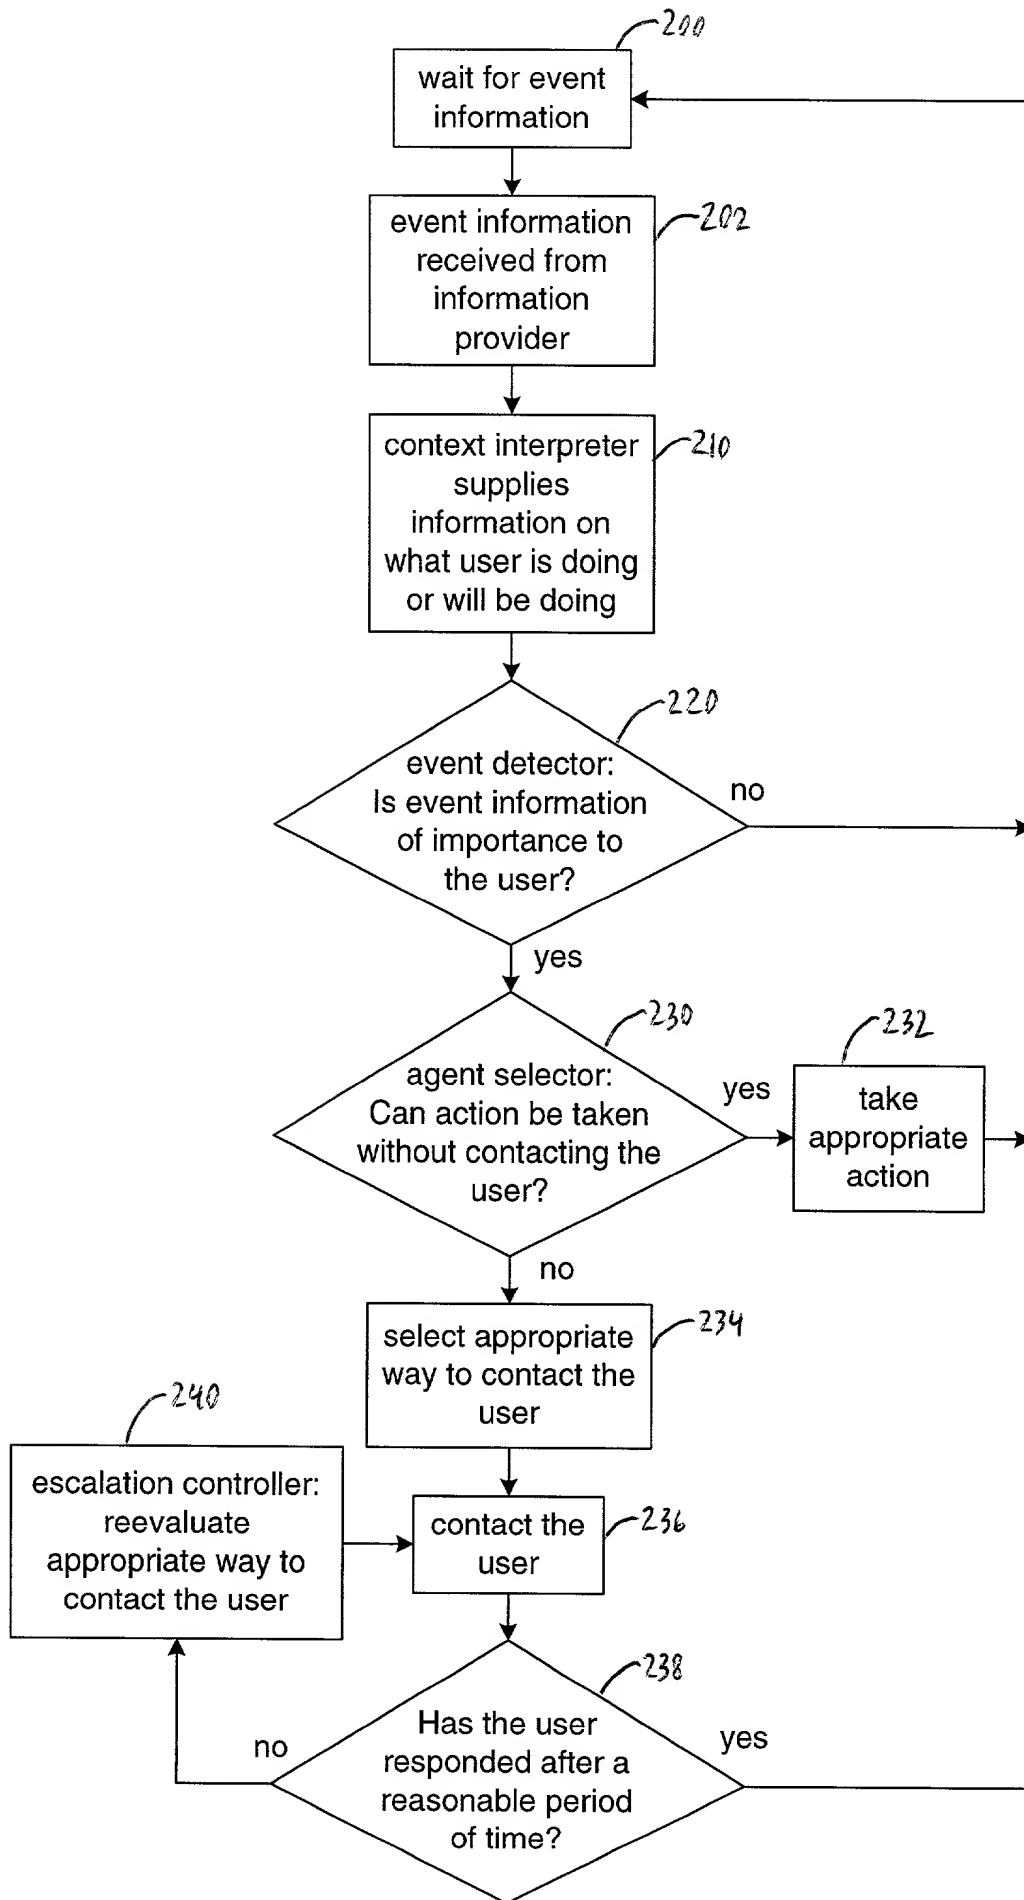 200
wait for event
information
202
event information
received from
information
provider
210
context interpreter
supplies
information on
what user is doing
or will be doing
220
event detector:
Is event information
of importance to
the user?
no
yes
230
agent selector:
Can action be taken
without contacting the
user?
yes
232
take
appropriate
action
no
234
select appropriate
way to contact the
user
240
escalation controller:
reevaluate
appropriate way to
contact the user
236
contact the
user
238
Has the user
responded after a
reasonable period
of time?
no
yes